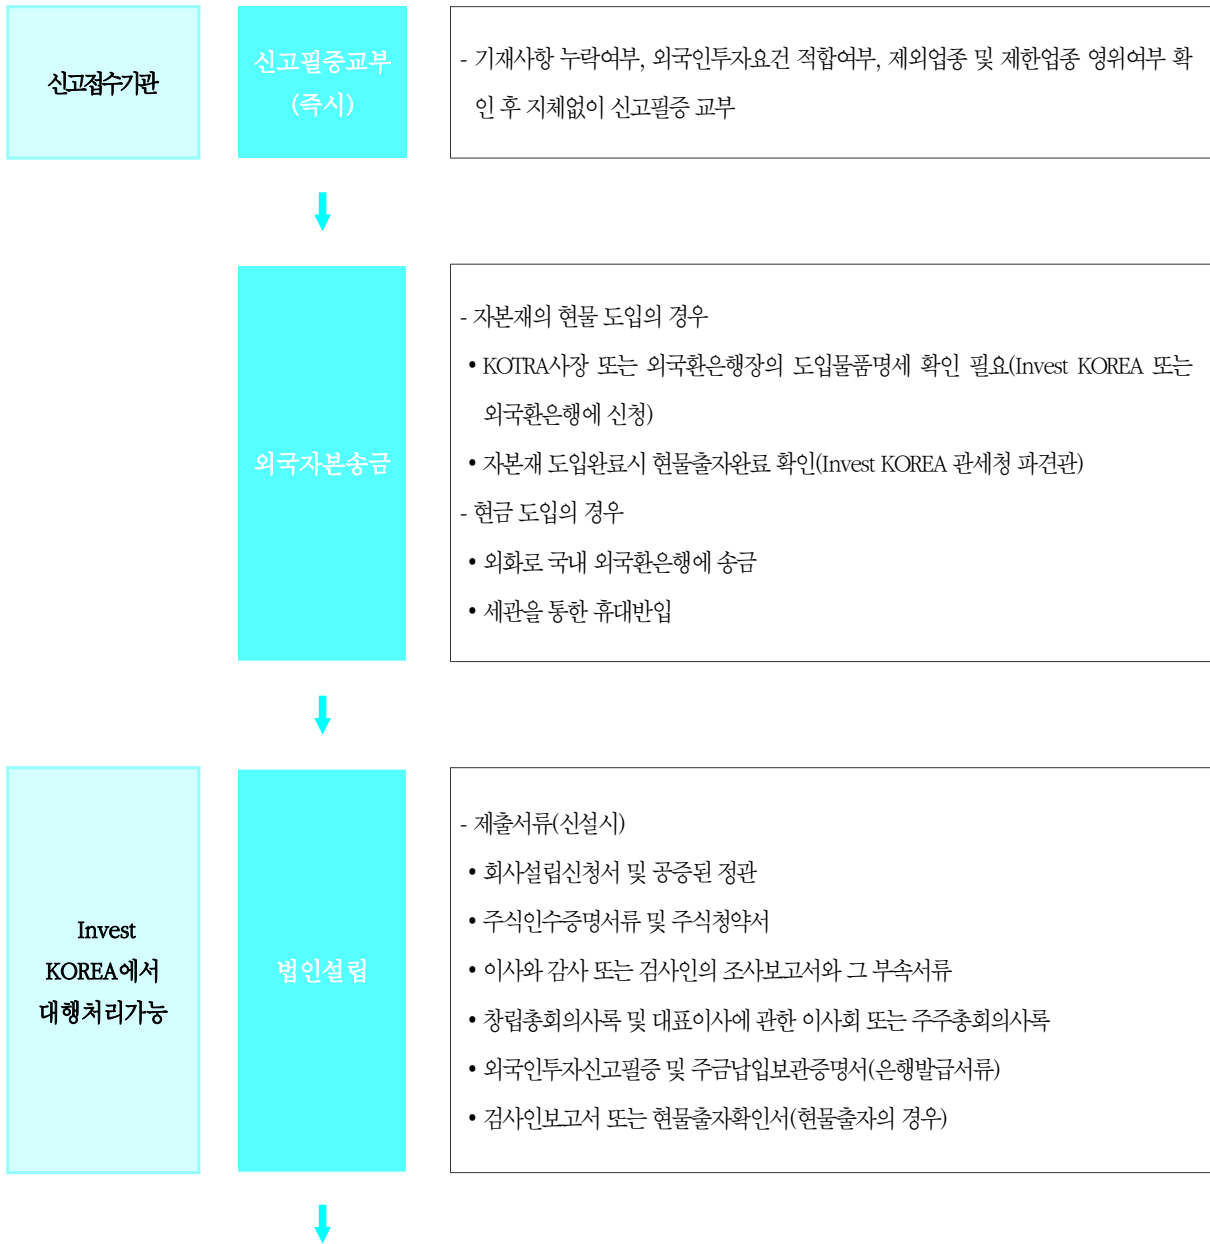 신고접수기관
신고필증교부
(즉시)
- 기재사항 누락여부, 외국인투자요건 적합여부, 제외업종 및 제한업종 영위여부 확
인 후 지체없이 신고필증 교부
외국자본송금
- 자본재의 현물 도입의 경우
• KOTRA사장 또는 외국환은행장의 도입물품명세 확인 필요(Invest KOREA 또는
외국환은행에 신청)
• 자본재 도입완료시 현물출자완료 확인(Invest KOREA 관세청 파견관)
- 현금 도입의 경우
• 외화로 국내 외국환은행에 송금
• 세관을 통한 휴대반입
Invest
KOREA에서
대행처리가능
법인설립
- 제출서류(신설시)
• 회사설립신청서 및 공증된 정관
• 주식인수증명서류 및 주식청약서
• 이사와 감사 또는 검사인의 조사보고서와 그 부속서류
• 창립총회의사록 및 대표이사에 관한 이사회 또는 주주총회의사록
• 외국인투자신고필증 및 주금납입보관증명서(은행발급서류)
• 검사인보고서 또는 현물출자확인서(현물출자의 경우)